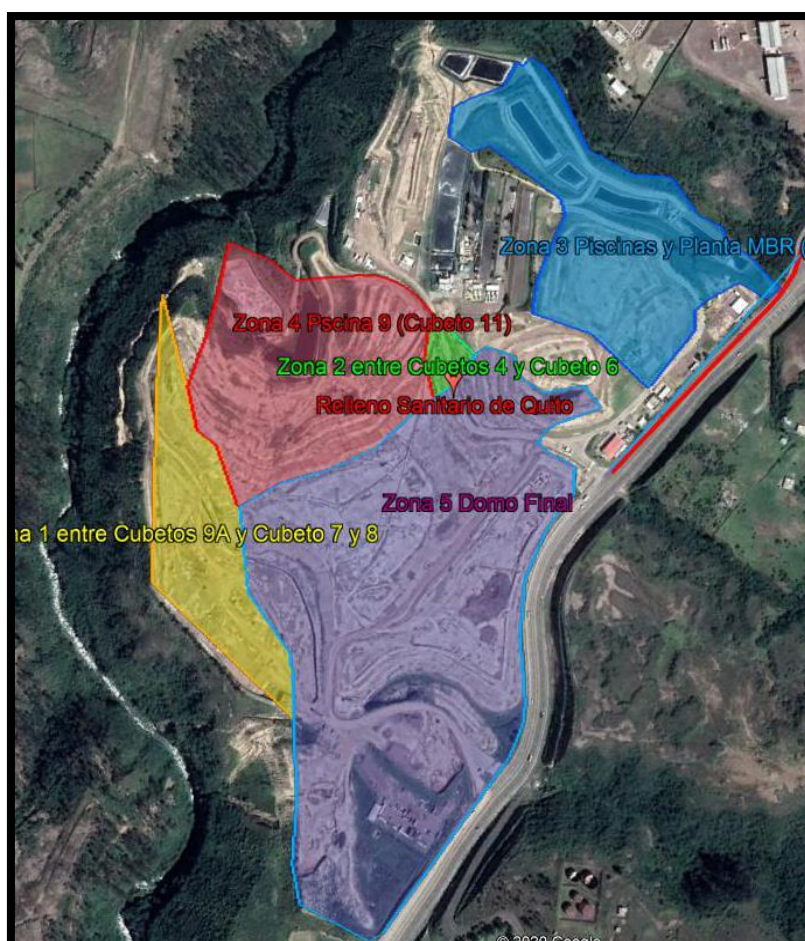 Zona 3 Piscinas y Planta MBR (
Zona 4 Pscina 9 (Cubeto 11)
Zona 2 entre Cubetos 4 y Cubeto 6
Relleno Sanitario de Quito
Zona 5 Domo Final
na 1 entre Cubetos 9A y Cubeto 7 y 8
© 2020 Google